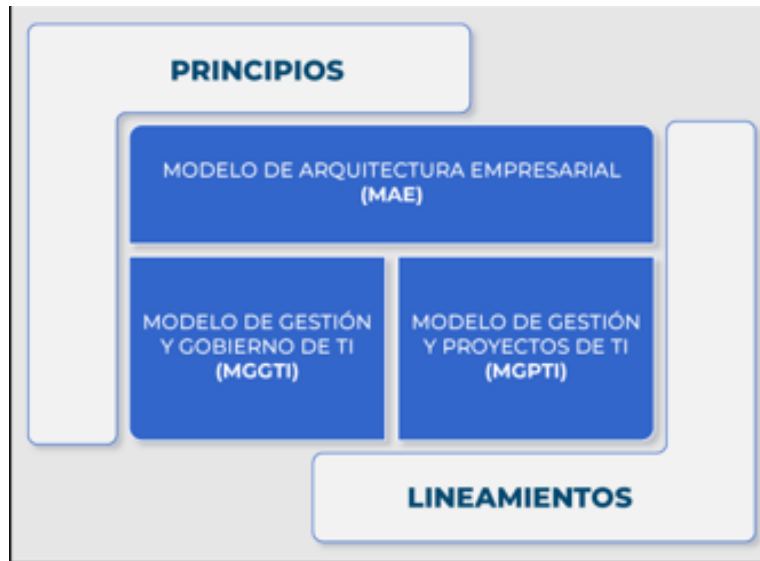 PRINCIPIOS
MODELO DE ARQUITECTURA EMPRESARIAL
(MAE)
MODELO DE GESTIÓN
Y GOBIERNO DE TI
(MGGTI)
MODELO DE GESTIÓN
Y PROYECTOS DE TI
(MGPTI)
LINEAMIENTOS